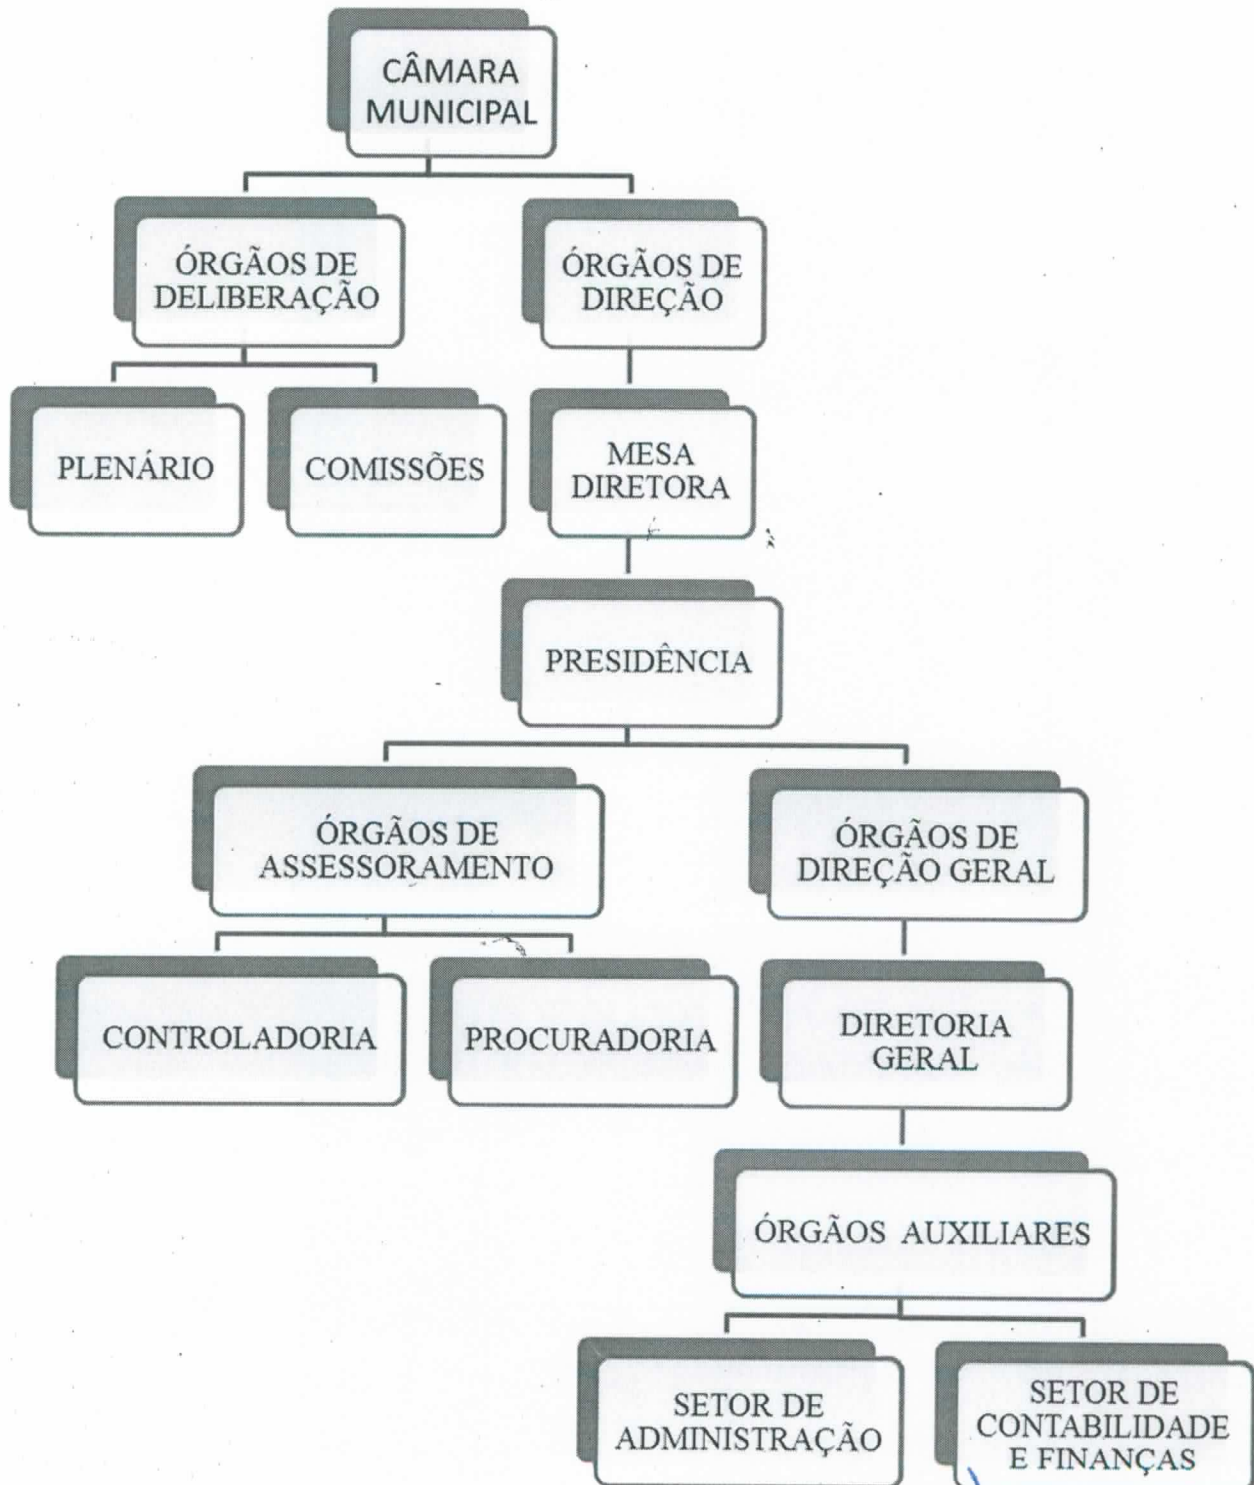 CÂMARA
MUNICIPAL
ÓRGÃOS DE
DELIBERAÇÃO
ÓRGÃOS DE
DIREÇÃO
PLENÁRIO
COMISSÕES
MESA
DIRETORA
PRESIDÊNCIA
ÓRGÃOS DE
ASSESSORAMENTO
ÓRGÃOS DE
DIREÇÃO GERAL
CONTROLADORIA
PROCURADORIA
DIRETORIA
GERAL
ÓRGÃOS AUXILIARES
SETOR DE
ADMINISTRAÇÃO
SETOR DE
CONTABILIDADE
E FINANÇAS